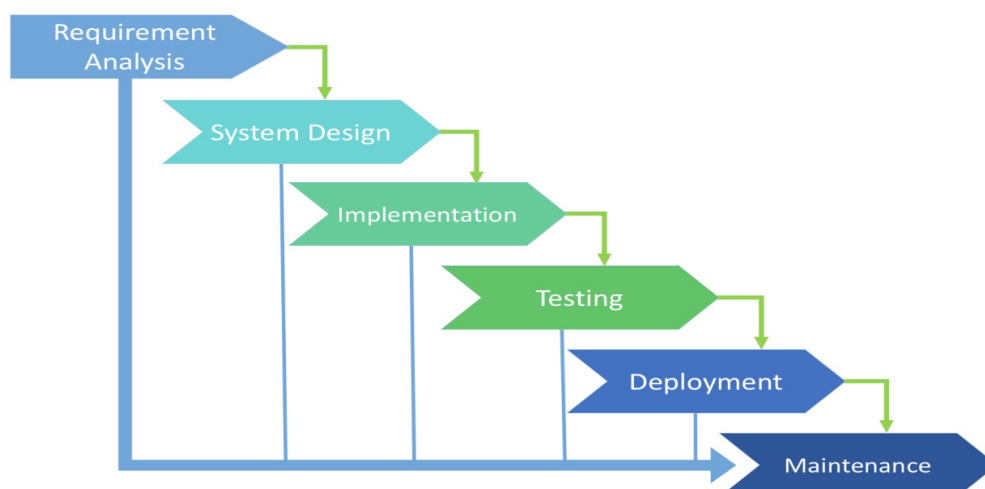 Requirement
Analysis
System Design
Implementation
Testing
Deployment
Maintenance